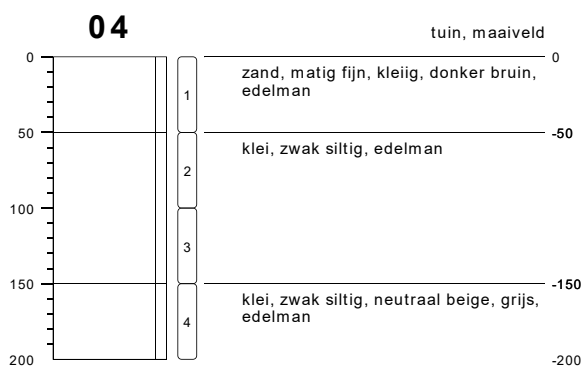 04
tuin, maaiveld
0
0
zand, matig fijn, kleiig, donker bruin,
edelman
1
50
-50
klei, zwak siltig, edelman
2
100
3
150
-150
klei, zwak siltig, neutraal beige, grijs,
edelman
4
200
-200